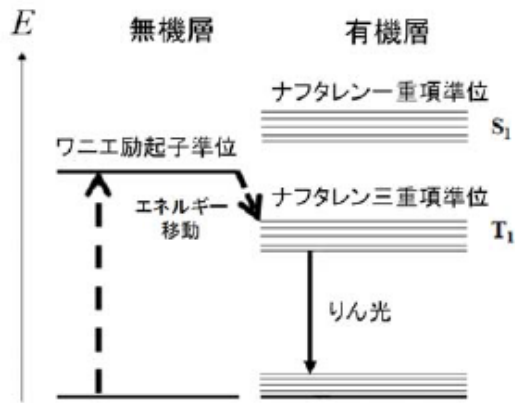 E
無機層
有機層
ナフタレン一重項準位
S₁
ワニエ励起子準位
エネルギー
移動
ナフタレン三重項準位
T₁
りん光